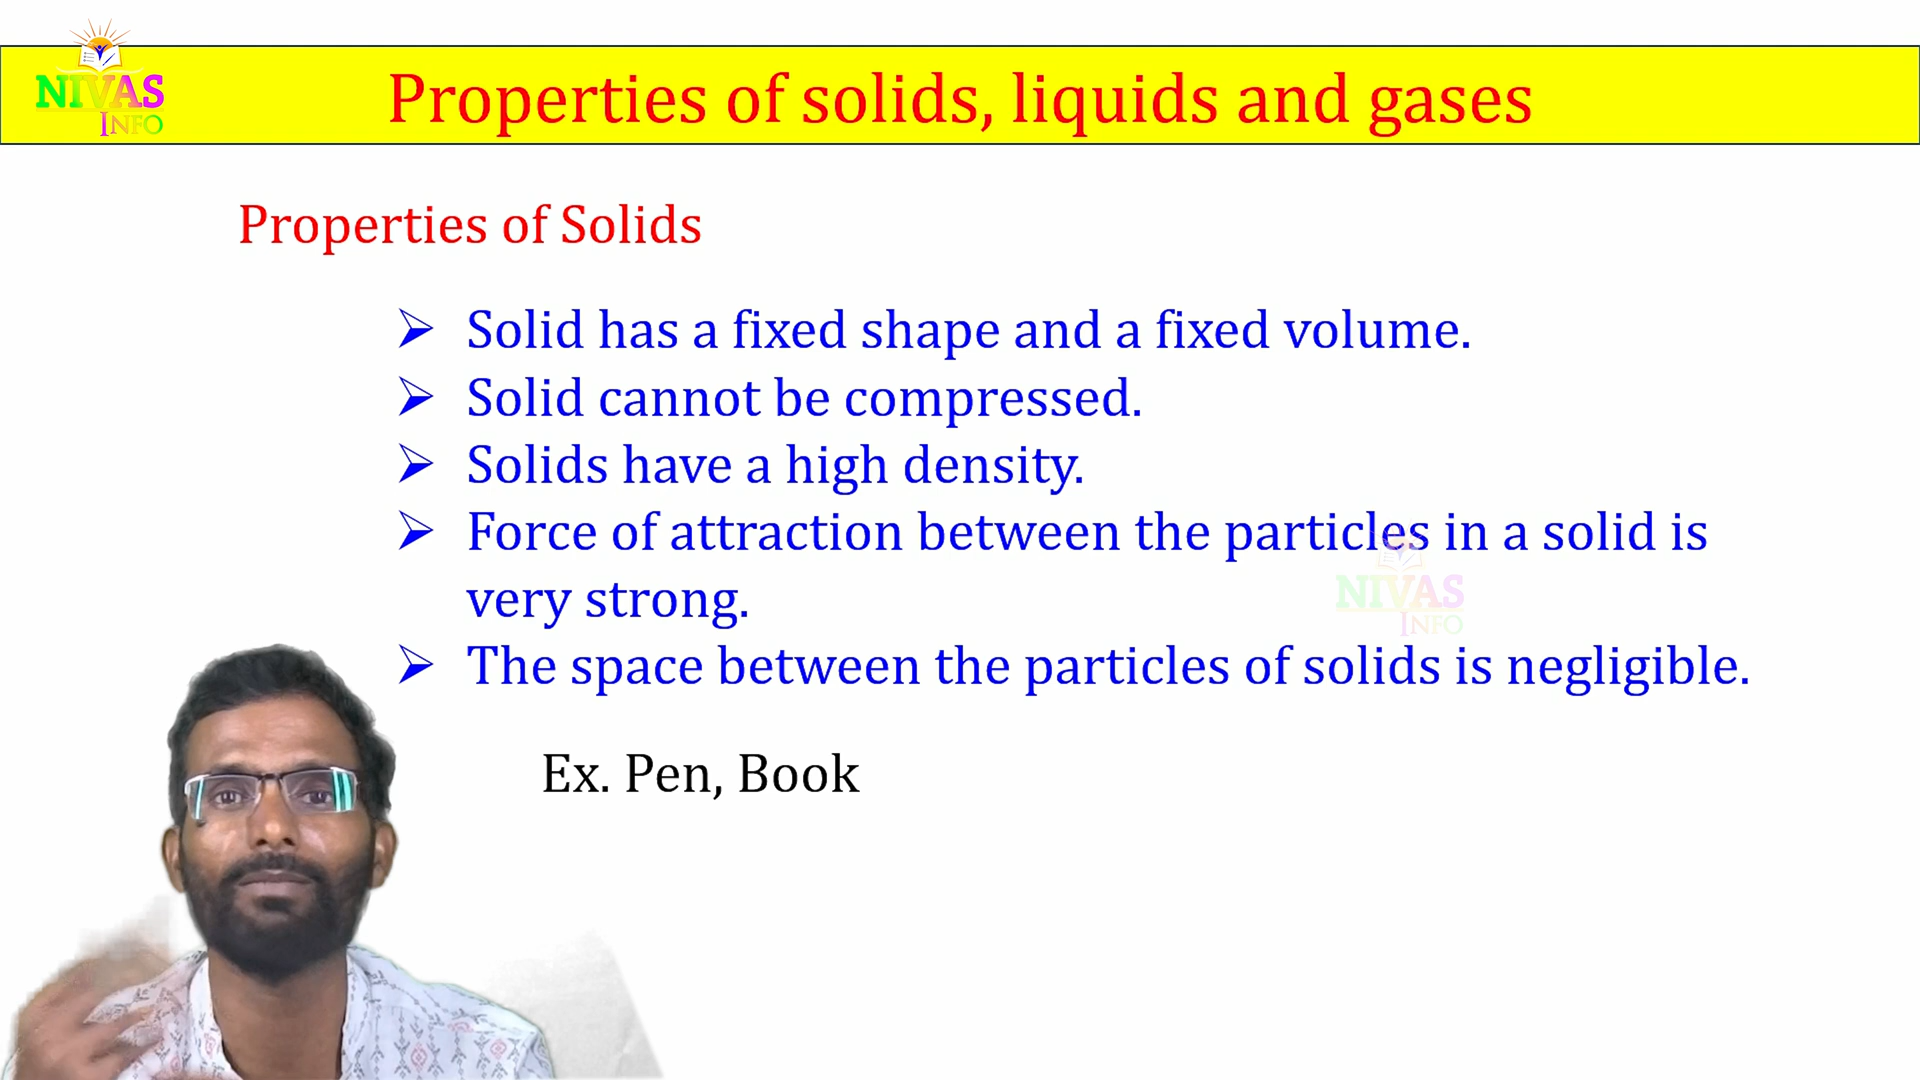 NIVAS
INFO
Properties of solids, liquids and gases
Properties of Solids
➢ Solid has a fixed shape and a fixed volume.
➢ Solid cannot be compressed.
➢ Solids have a high density.
➢ Force of attraction between the particles in a solid is
very strong.
NIVAS
INFO
➢ The space between the particles of solids is negligible.
Ex. Pen, Book